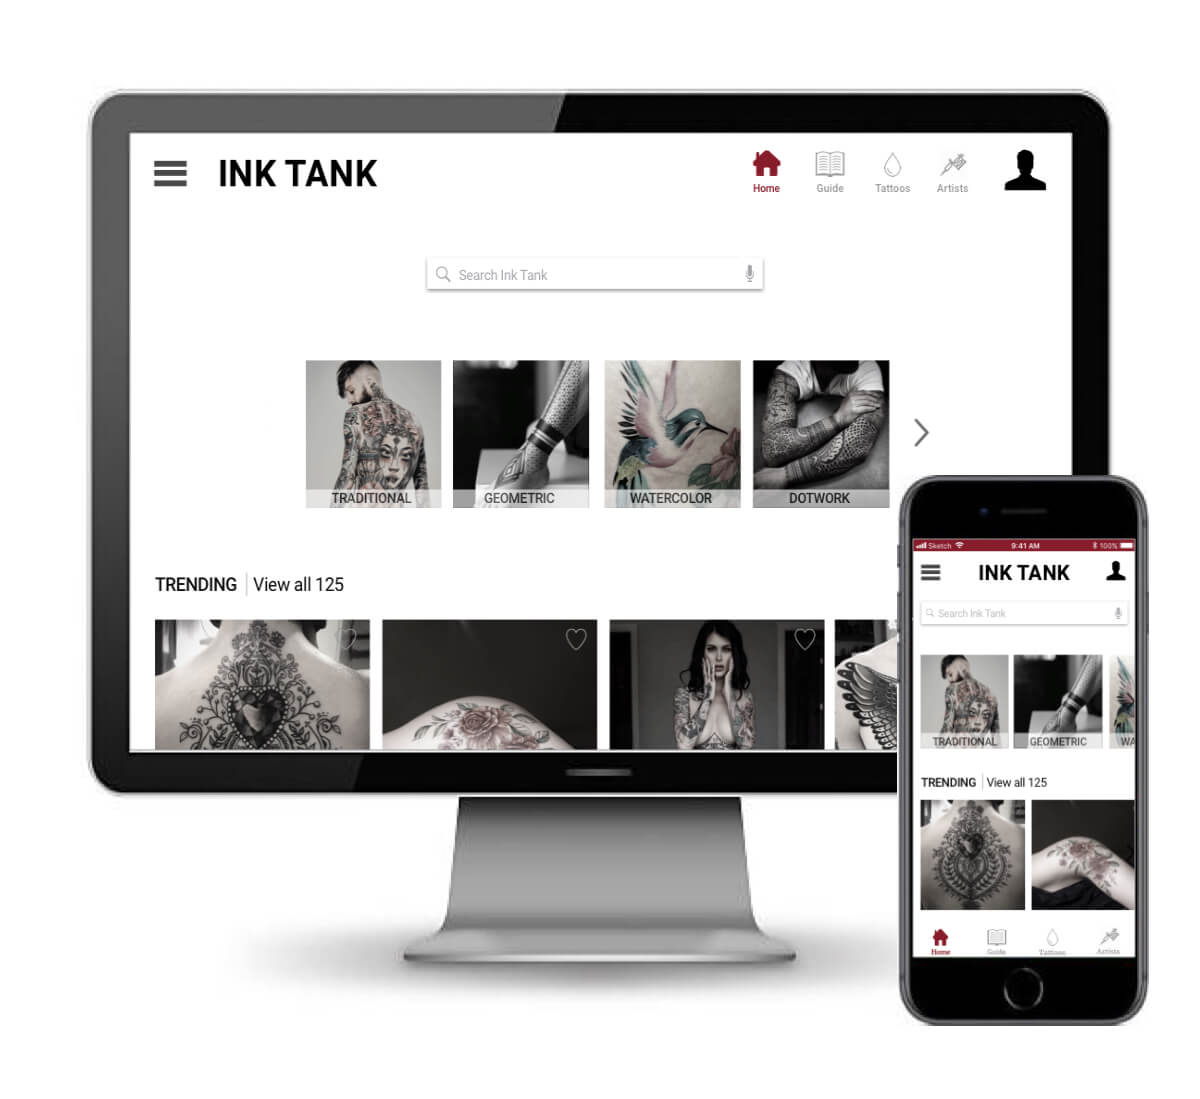 INK TANK
Home Guide Tattoos Artists
Search Ink Tank
TRADITIONAL GEOMETRIC WATERCOLOR DOTWORK
TRENDING View all 125
Sketch 9:41 AM 100%
INK TANK
Search Ink Tank
TRADITIONAL GEOMETRIC WA
TRENDING View all 125
Home Guide Tattoos Artists